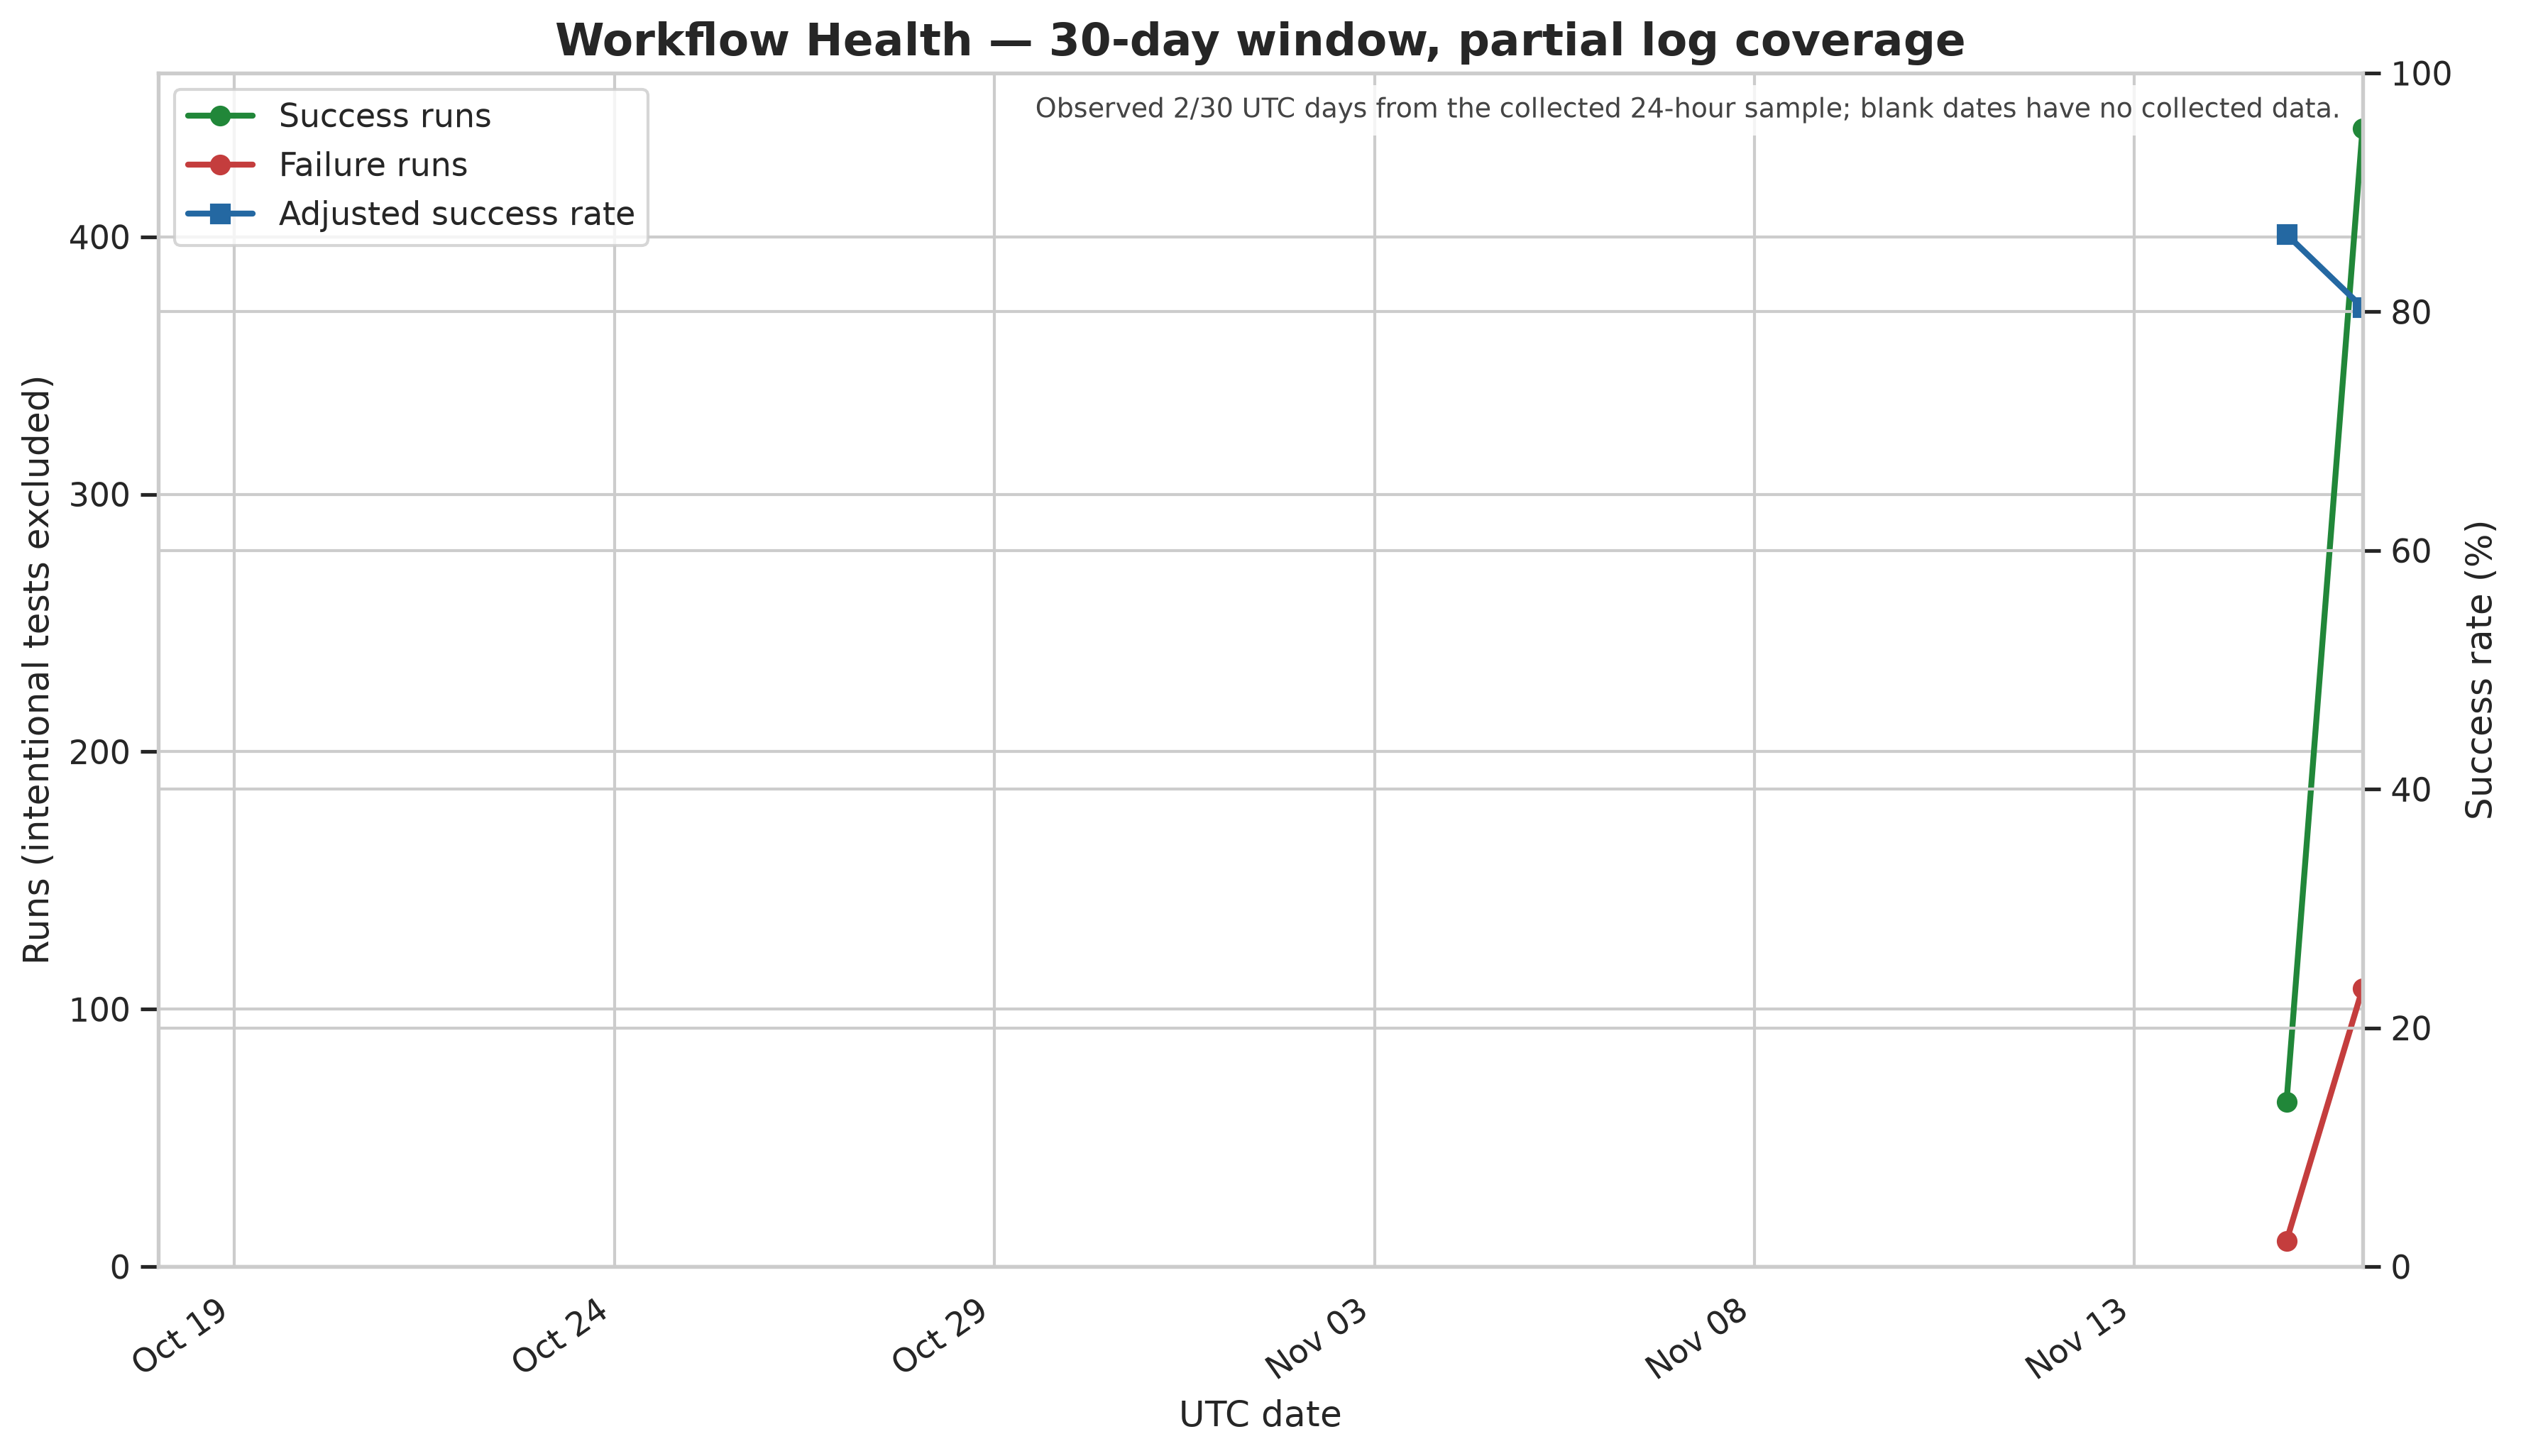 Workflow Health — 30-day window, partial log coverage
Observed 2/30 UTC days from the collected 24-hour sample; blank dates have no collected data.
Success runs
Failure runs
Adjusted success rate
Runs (intentional tests excluded)
400
300
200
100
0
100
80
60
40
20
0
Success rate (%)
Oct 19
Oct 24
Oct 29
Nov 03
Nov 08
Nov 13
UTC date